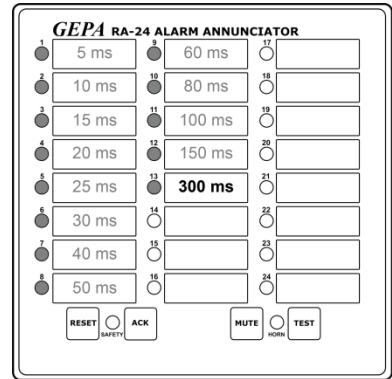 GEPA RA-24 ALARM ANNUNCIATOR
1 5 ms
2 10 ms
3 15 ms
4 20 ms
5 25 ms
6 30 ms
7 40 ms
8 50 ms
9 60 ms
10 80 ms
11 100 ms
12 150 ms
13 300 ms
14
15
16
17
18
19
20
21
22
23
24
RESET SAFETY ACK MUTE HORN TEST